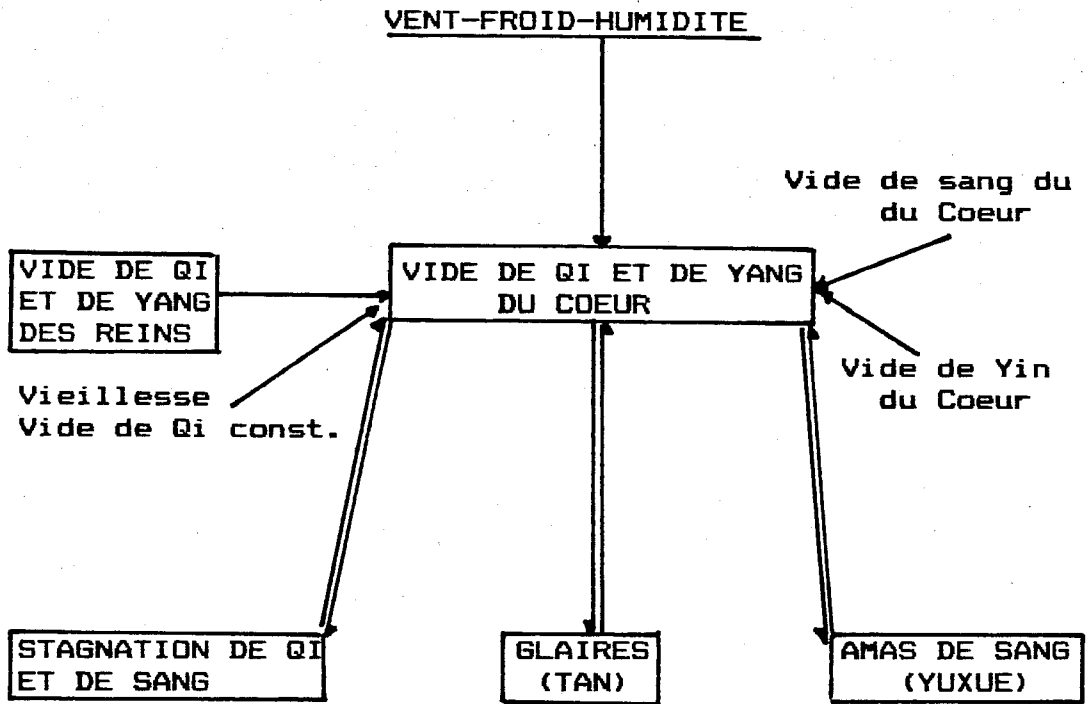 VENT-FROID-HUMIDITE
Vide de sang du
du Coeur
VIDE DE QI
ET DE YANG
DES REINS
VIDE DE QI ET DE YANG
DU COEUR
Vide de Yin
du Coeur
Vieillesse
Vide de Qi const.
STAGNATION DE QI
ET DE SANG
GLAIRES
(TAN)
AMAS DE SANG
(YUXUE)